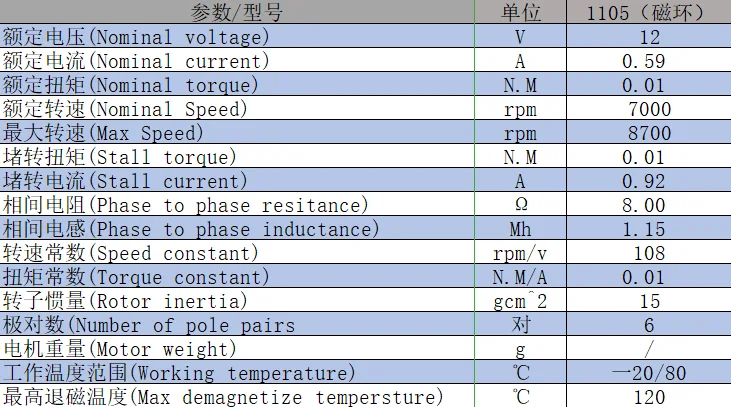 参数/型号 单位 1105（磁环）
额定电压(Nominal voltage) V 12
额定电流(Nominal current) A 0.59
额定扭矩(Nominal torque) N.M 0.01
额定转速(Nominal Speed) rpm 7000
最大转速(Max Speed) rpm 8700
堵转扭矩(Stall torque) N.M 0.01
堵转电流(Stall current) A 0.92
相间电阻(Phase to phase resitance) Ω 8.00
相间电感(Phase to phase inductance) Mh 1.15
转速常数(Speed constant) rpm/v 108
扭矩常数(Torque constant) N.M/A 0.01
转子惯量(Rotor inertia) gcm^2 15
极对数(Number of pole pairs 对 6
电机重量(Motor weight) g /
工作温度范围(Working temperature) ℃ 一20/80
最高退磁温度(Max demagnetize tempersture) ℃ 120